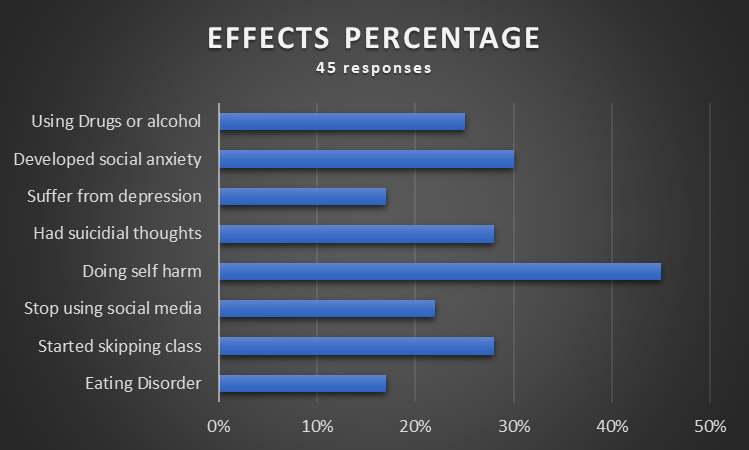 EFFECTS PERCENTAGE
45 responses
Using Drugs or alcohol
Developed social anxiety
Suffer from depression
Had suicidial thoughts
Doing self harm
Stop using social media
Started skipping class
Eating Disorder
0% 10% 20% 30% 40% 50%